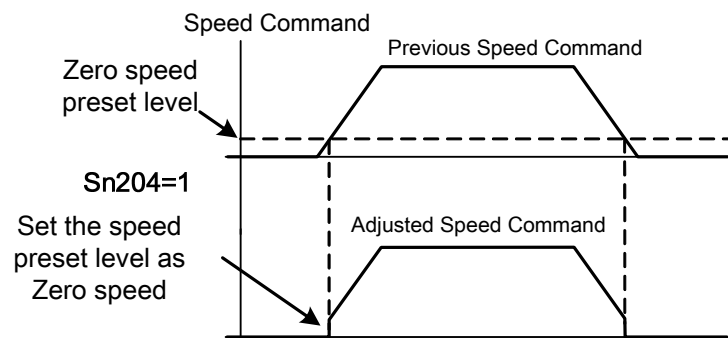 Speed Command
Previous Speed Command
Zero speed
preset level
Sn204=1
Set the speed
preset level as
Zero speed
Adjusted Speed Command